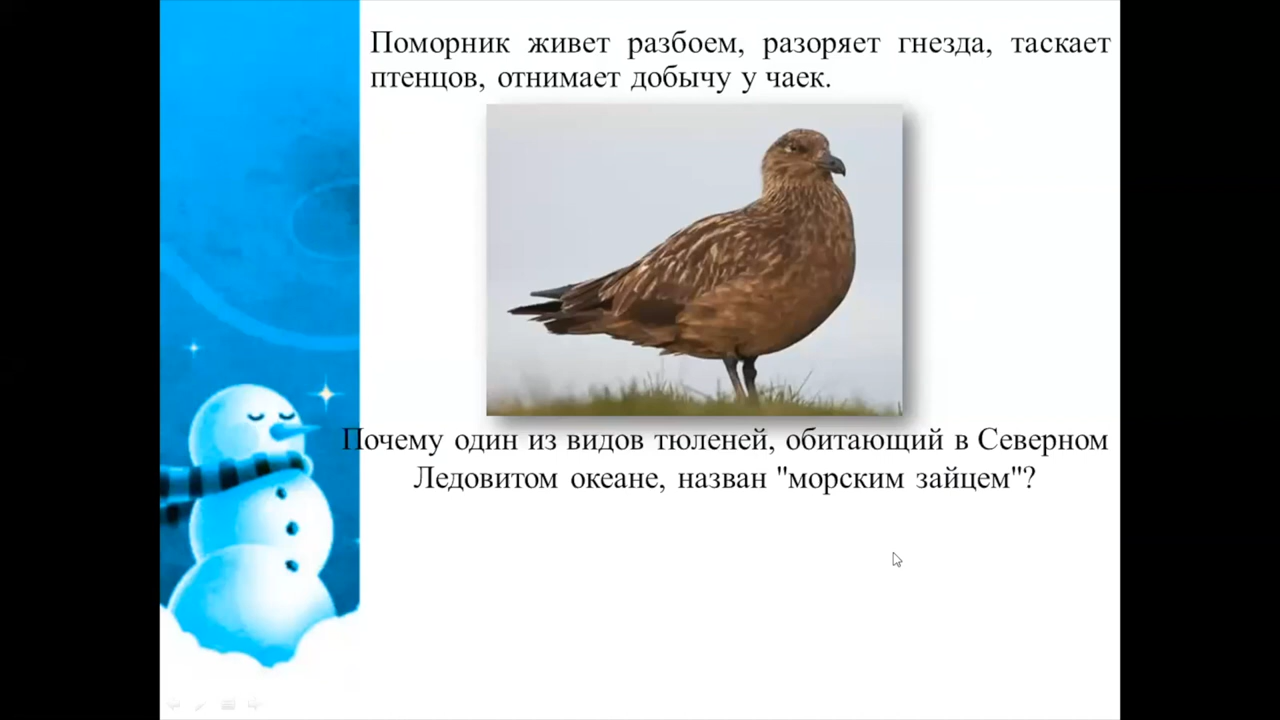 Поморник живет разбоем, разоряет гнезда, таскает
птенцов, отнимает добычу у чаек.
Почему один из видов тюленей, обитающий в Северном
Ледовитом океане, назван "морским зайцем"?